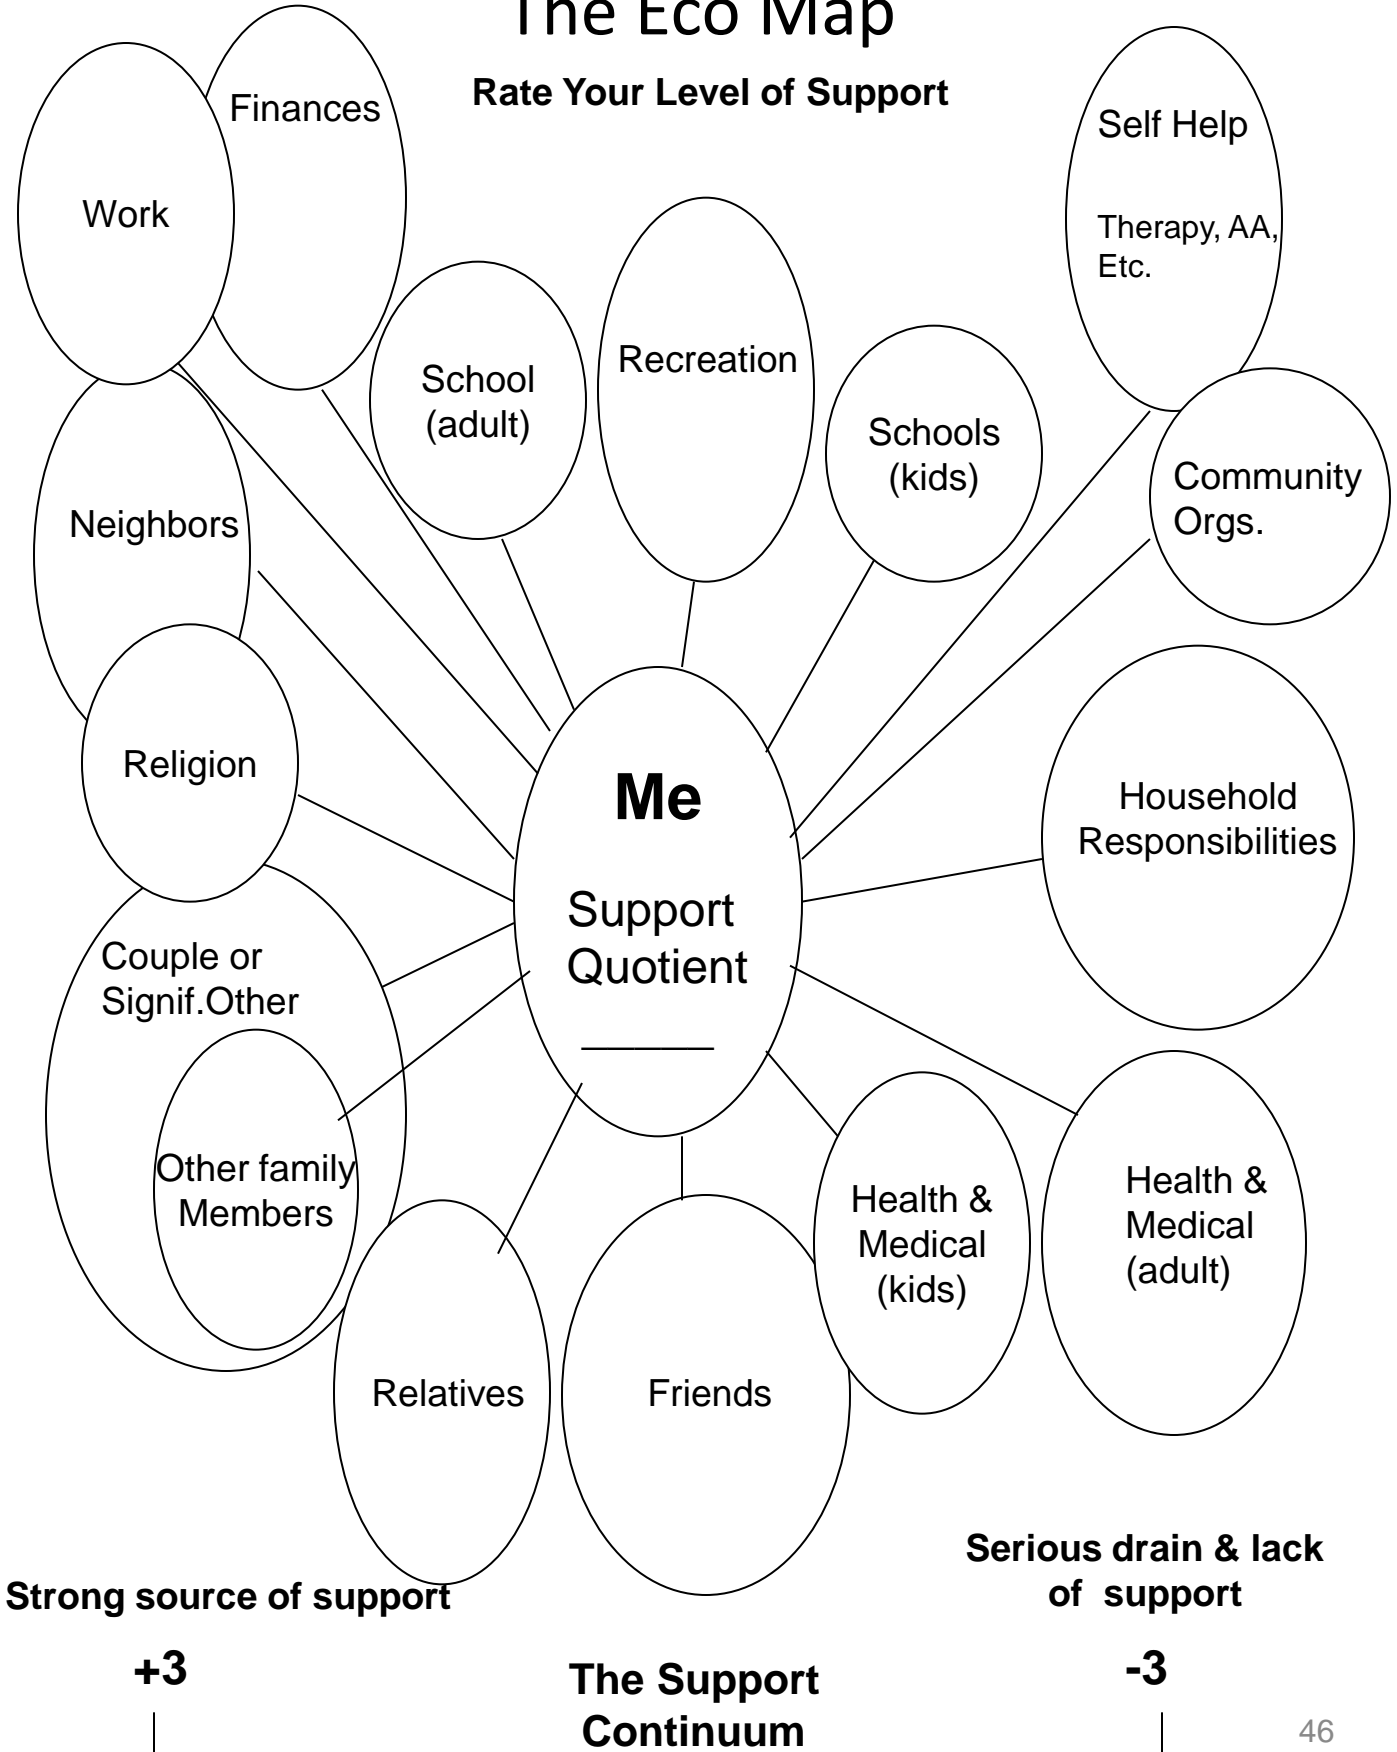 The Eco Map
Rate Your Level of Support
Finances
Work
Self Help
Therapy, AA,
Etc.
School
(adult)
Recreation
Schools
(kids)
Community
Orgs.
Neighbors
Religion
Me
Support
Quotient
_____
Household
Responsibilities
Couple or
Signif.Other
Other family
Members
Relatives
Friends
Health &
Medical
(kids)
Health &
Medical
(adult)
Strong source of support
+3
Serious drain & lack
of support
-3
The Support
Continuum
46